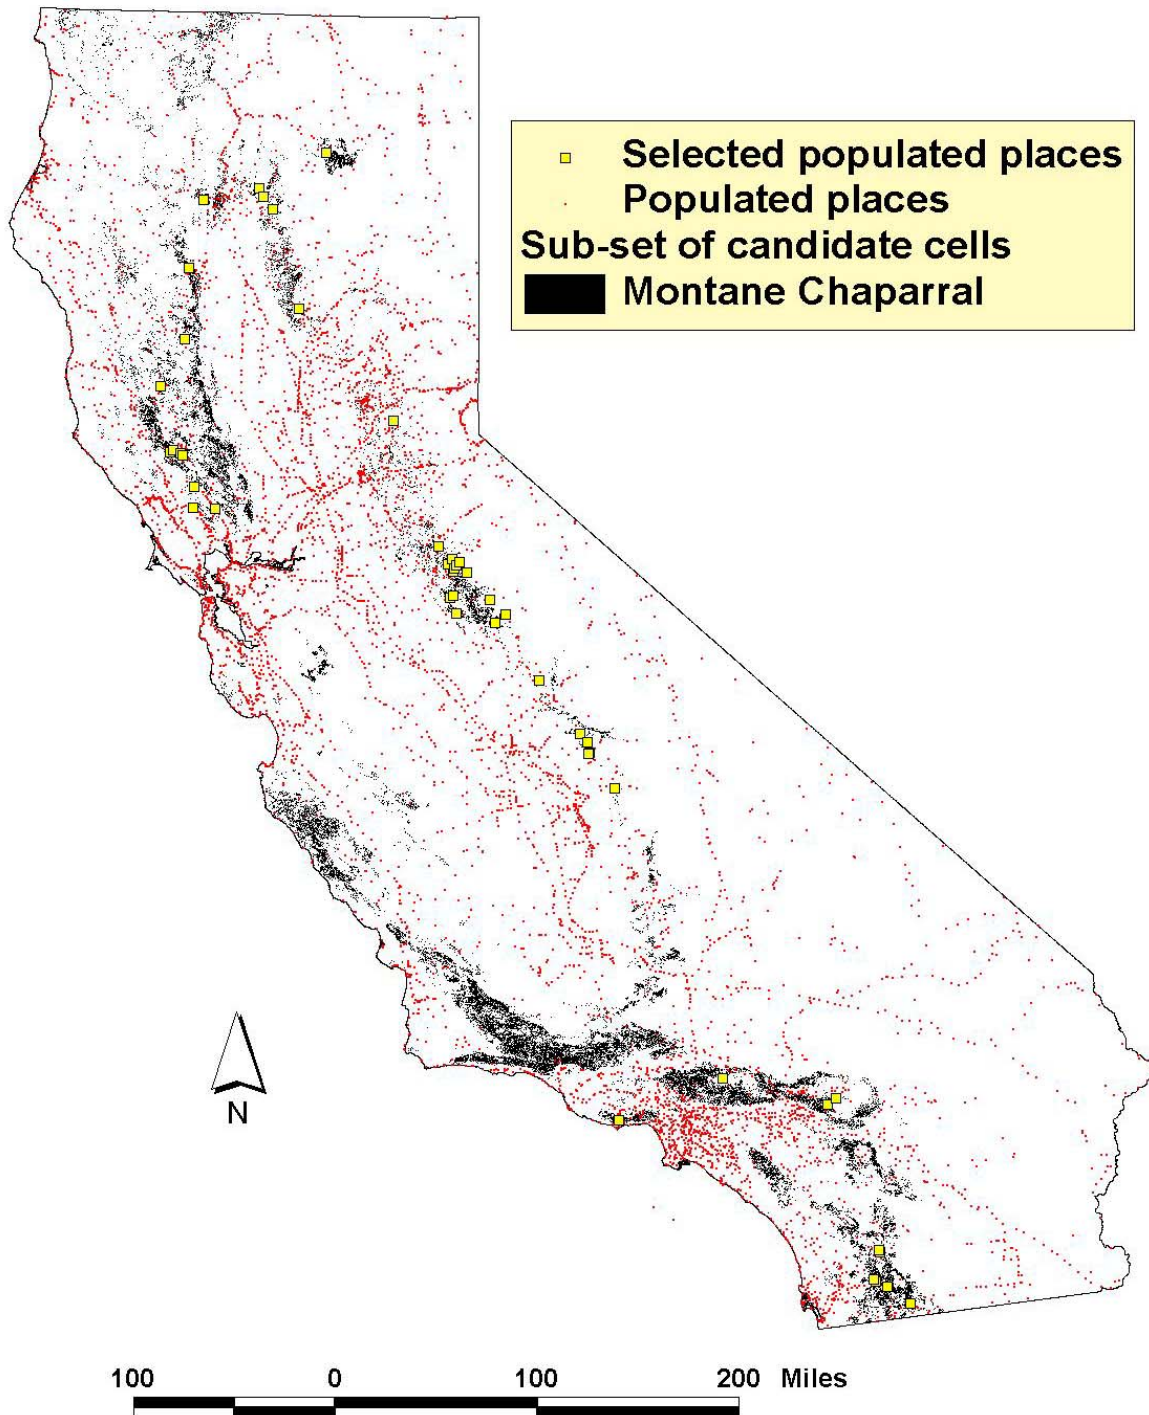 Selected populated places
Populated places
Sub-set of candidate cells
Montane Chaparral
N
100 0 100 200 Miles